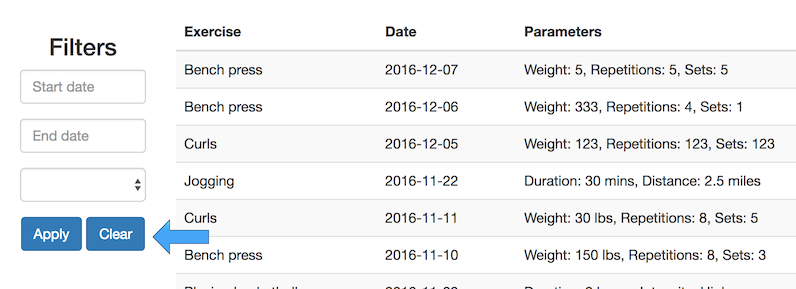 Filters
Start date
End date
Apply Clear
Exercise Date Parameters
Bench press 2016-12-07 Weight: 5, Repetitions: 5, Sets: 5
Bench press 2016-12-06 Weight: 333, Repetitions: 4, Sets: 1
Curls 2016-12-05 Weight: 123, Repetitions: 123, Sets: 123
Jogging 2016-11-22 Duration: 30 mins, Distance: 2.5 miles
Curls 2016-11-11 Weight: 30 lbs, Repetitions: 8, Sets: 5
Bench press 2016-11-10 Weight: 150 lbs, Repetitions: 8, Sets: 3